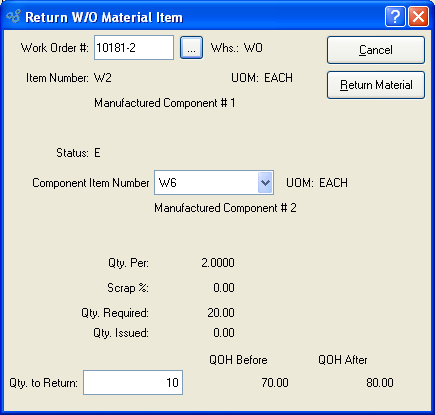 Return W/O Material Item
Work Order #: 10181-2 ... Whs.: WO Cancel
Item Number: W2 UOM: EACH Return Material
Manufactured Component # 1
Status: E
Component Item Number W6 UOM: EACH
Manufactured Component # 2
Qty. Per: 2.0000
Scrap %: 0.00
Qty. Required: 20.00
Qty. Issued: 0.00
QOH Before QOH After
Qty. to Return: 10 70.00 80.00